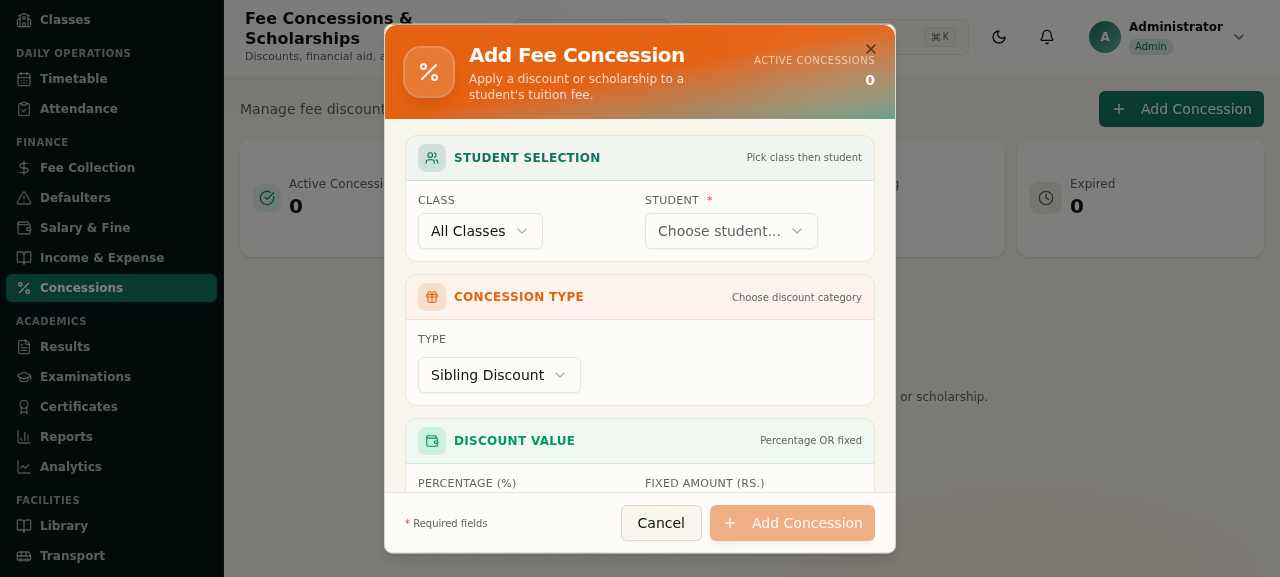 Classes
DAILY OPERATIONS
Timetable
Attendance
FINANCE
Fee Collection
Defaulters
Salary & Fine
Income & Expense
Concessions
ACADEMICS
Results
Examinations
Certificates
Reports
Analytics
FACILITIES
Library
Transport
Fee Concessions &
Scholarships
Discounts, financial aid, a
⌘K
A
Administrator
Admin
Manage fee discount
Add Concession
Active Concessi
0
g
Expired
0
or scholarship.
Add Fee Concession
Apply a discount or scholarship to a
student's tuition fee.
ACTIVE CONCESSIONS
0
STUDENT SELECTION
Pick class then student
CLASS
STUDENT *
All Classes
Choose student...
CONCESSION TYPE
Choose discount category
TYPE
Sibling Discount
DISCOUNT VALUE
Percentage OR fixed
PERCENTAGE (%)
FIXED AMOUNT (RS.)
* Required fields
Cancel
Add Concession